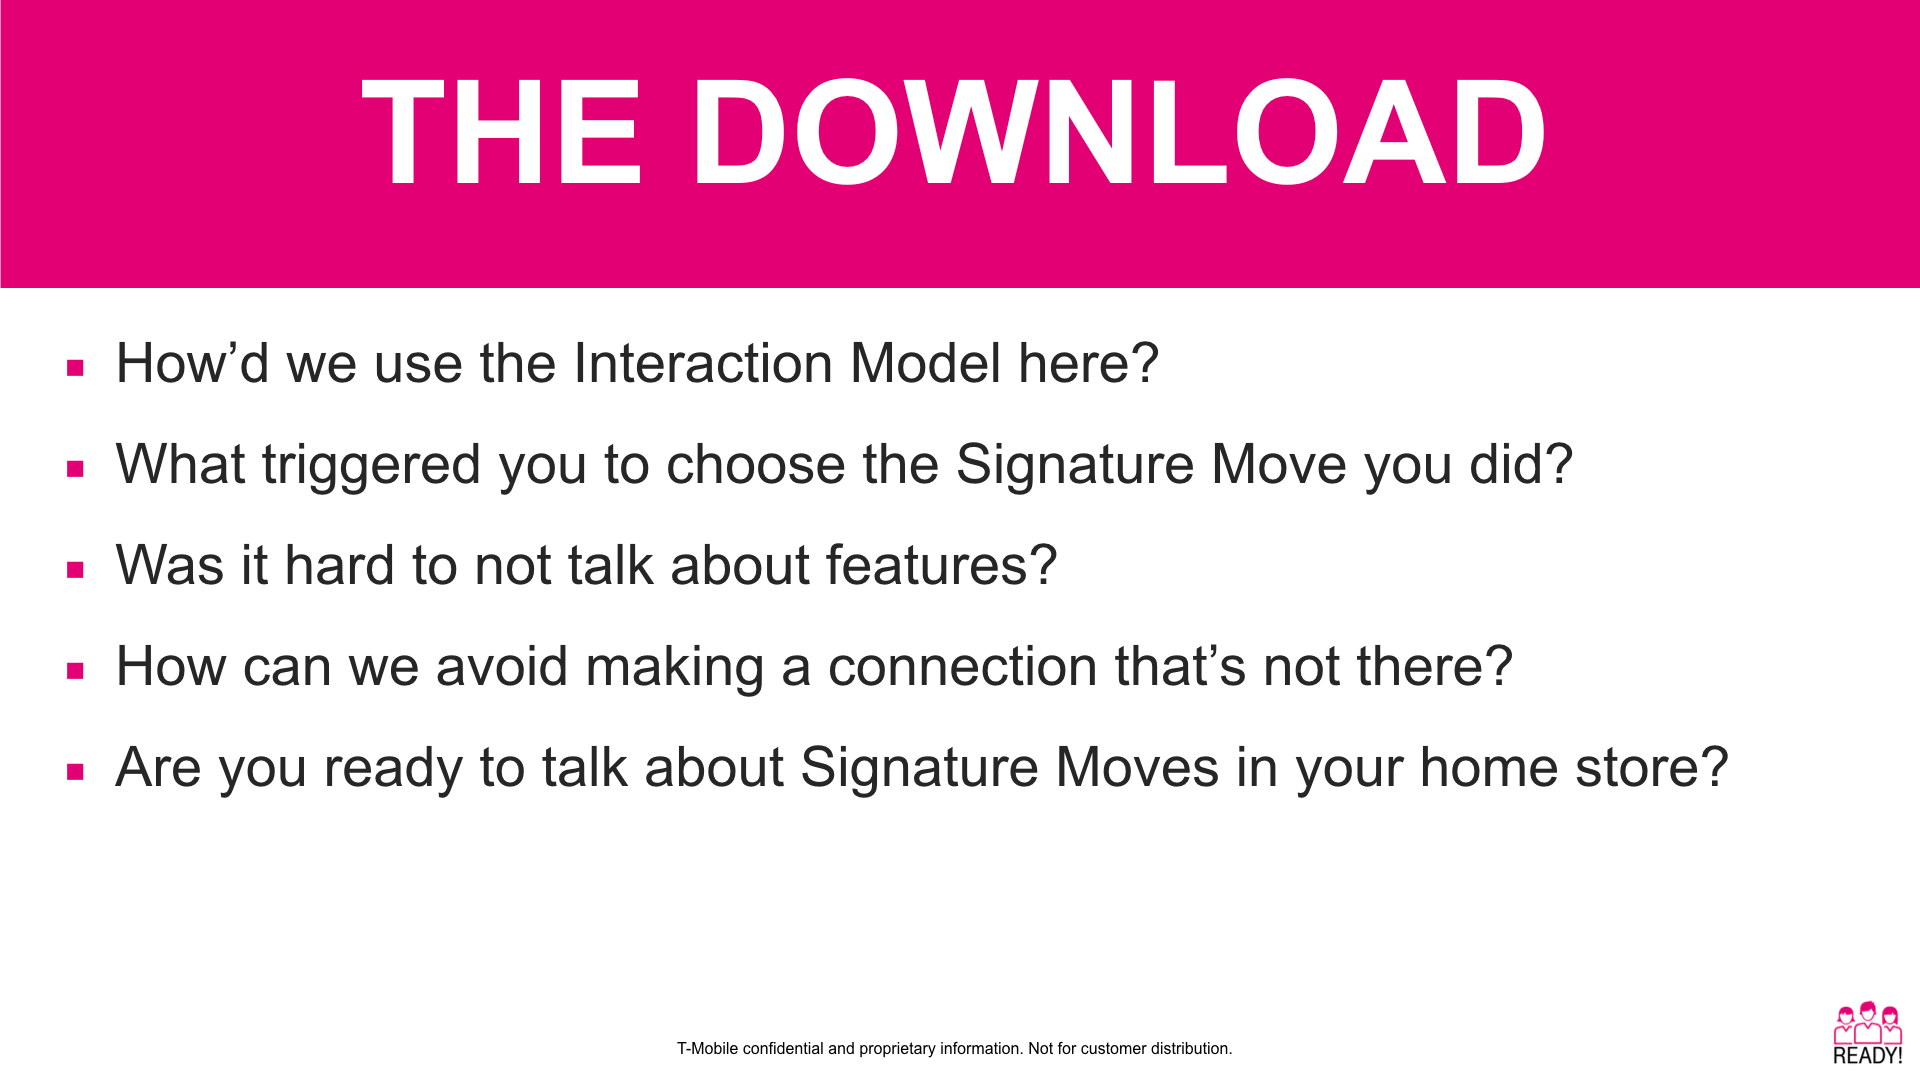 THE DOWNLOAD
How’d we use the Interaction Model here?
What triggered you to choose the Signature Move you did?
Was it hard to not talk about features?
How can we avoid making a connection that’s not there?
Are you ready to talk about Signature Moves in your home store?
T-Mobile confidential and proprietary information. Not for customer distribution.
READY!